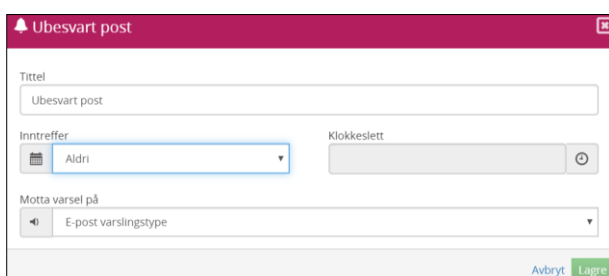 Ubesvart post
Tittel
Ubesvart post
Inntreffer
Klokkeslett
Aldri
Motta varsel på
E-post varslingstype
Avbryt
Lagre